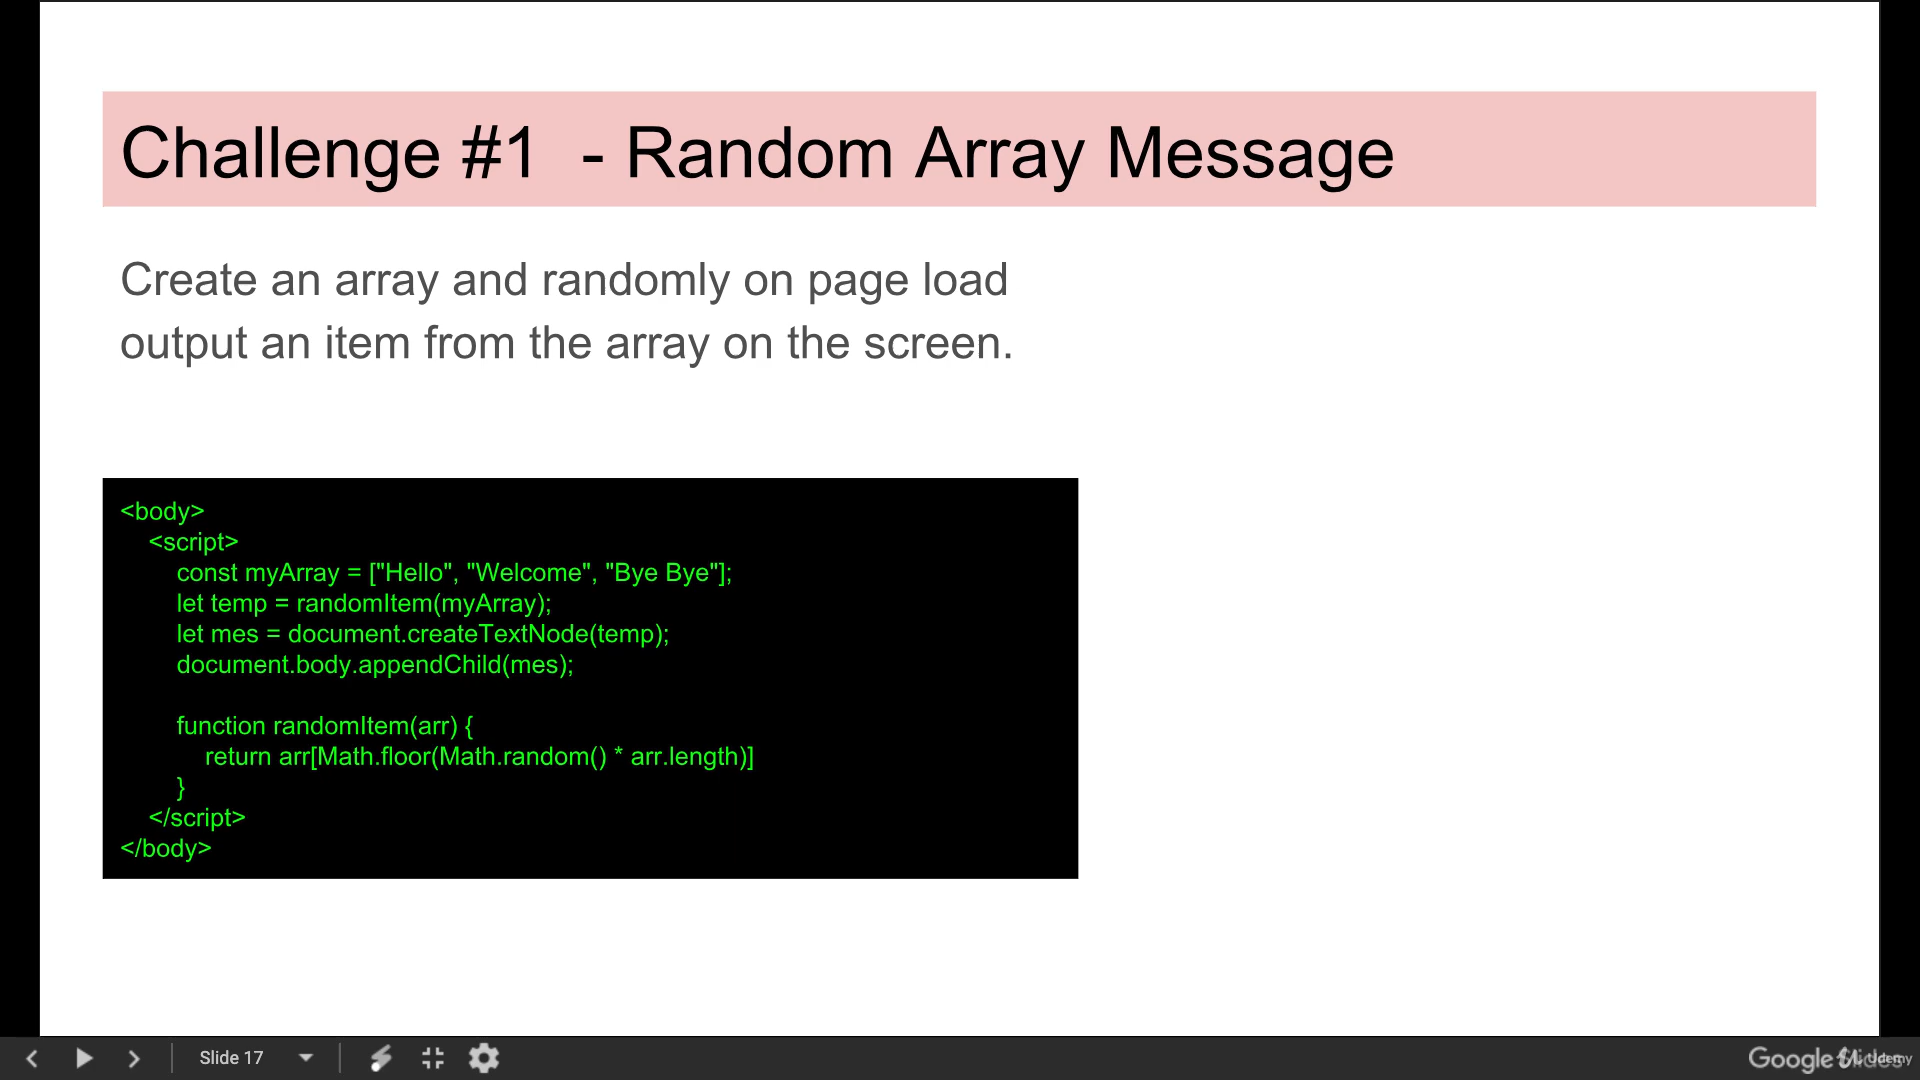 Challenge #1  - Random Array Message
Create an array and randomly on page load
output an item from the array on the screen.
<body>
    <script>
        const myArray = ["Hello", "Welcome", "Bye Bye"];
        let temp = randomItem(myArray);
        let mes = document.createTextNode(temp);
        document.body.appendChild(mes);

        function randomItem(arr) {
            return arr[Math.floor(Math.random() * arr.length)]
        }
    </script>
</body>
Slide 17
Google Slides
Udemy